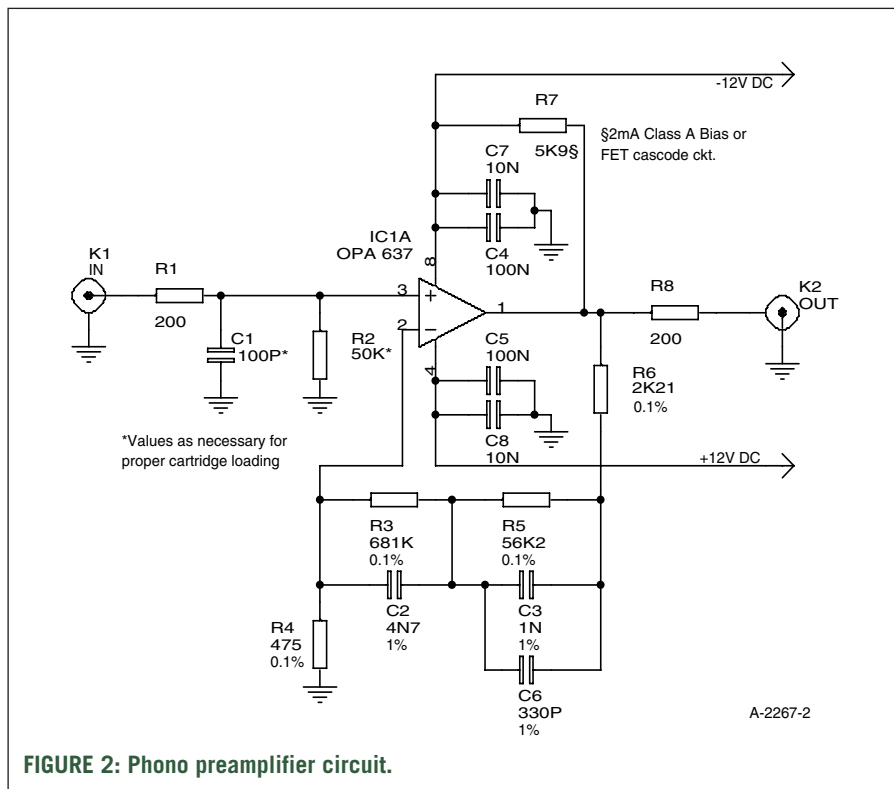 -12V DC
R7
5K9§
§2mA Class A Bias or
FET cascode ckt.
C7
10N
IC1A
OPA 637
8
C4
100N
K1
IN
R1
200
3
+
2
−
1
4
R8
200
K2
OUT
C1
100P*
R2
50K*
C5
100N
R6
2K21
0.1%
*Values as necessary for
proper cartridge loading
C8
10N
+12V DC
R3
681K
0.1%
R5
56K2
0.1%
C2
4N7
1%
C3
1N
1%
R4
475
0.1%
C6
330P
1%
A-2267-2
FIGURE 2: Phono preamplifier circuit.